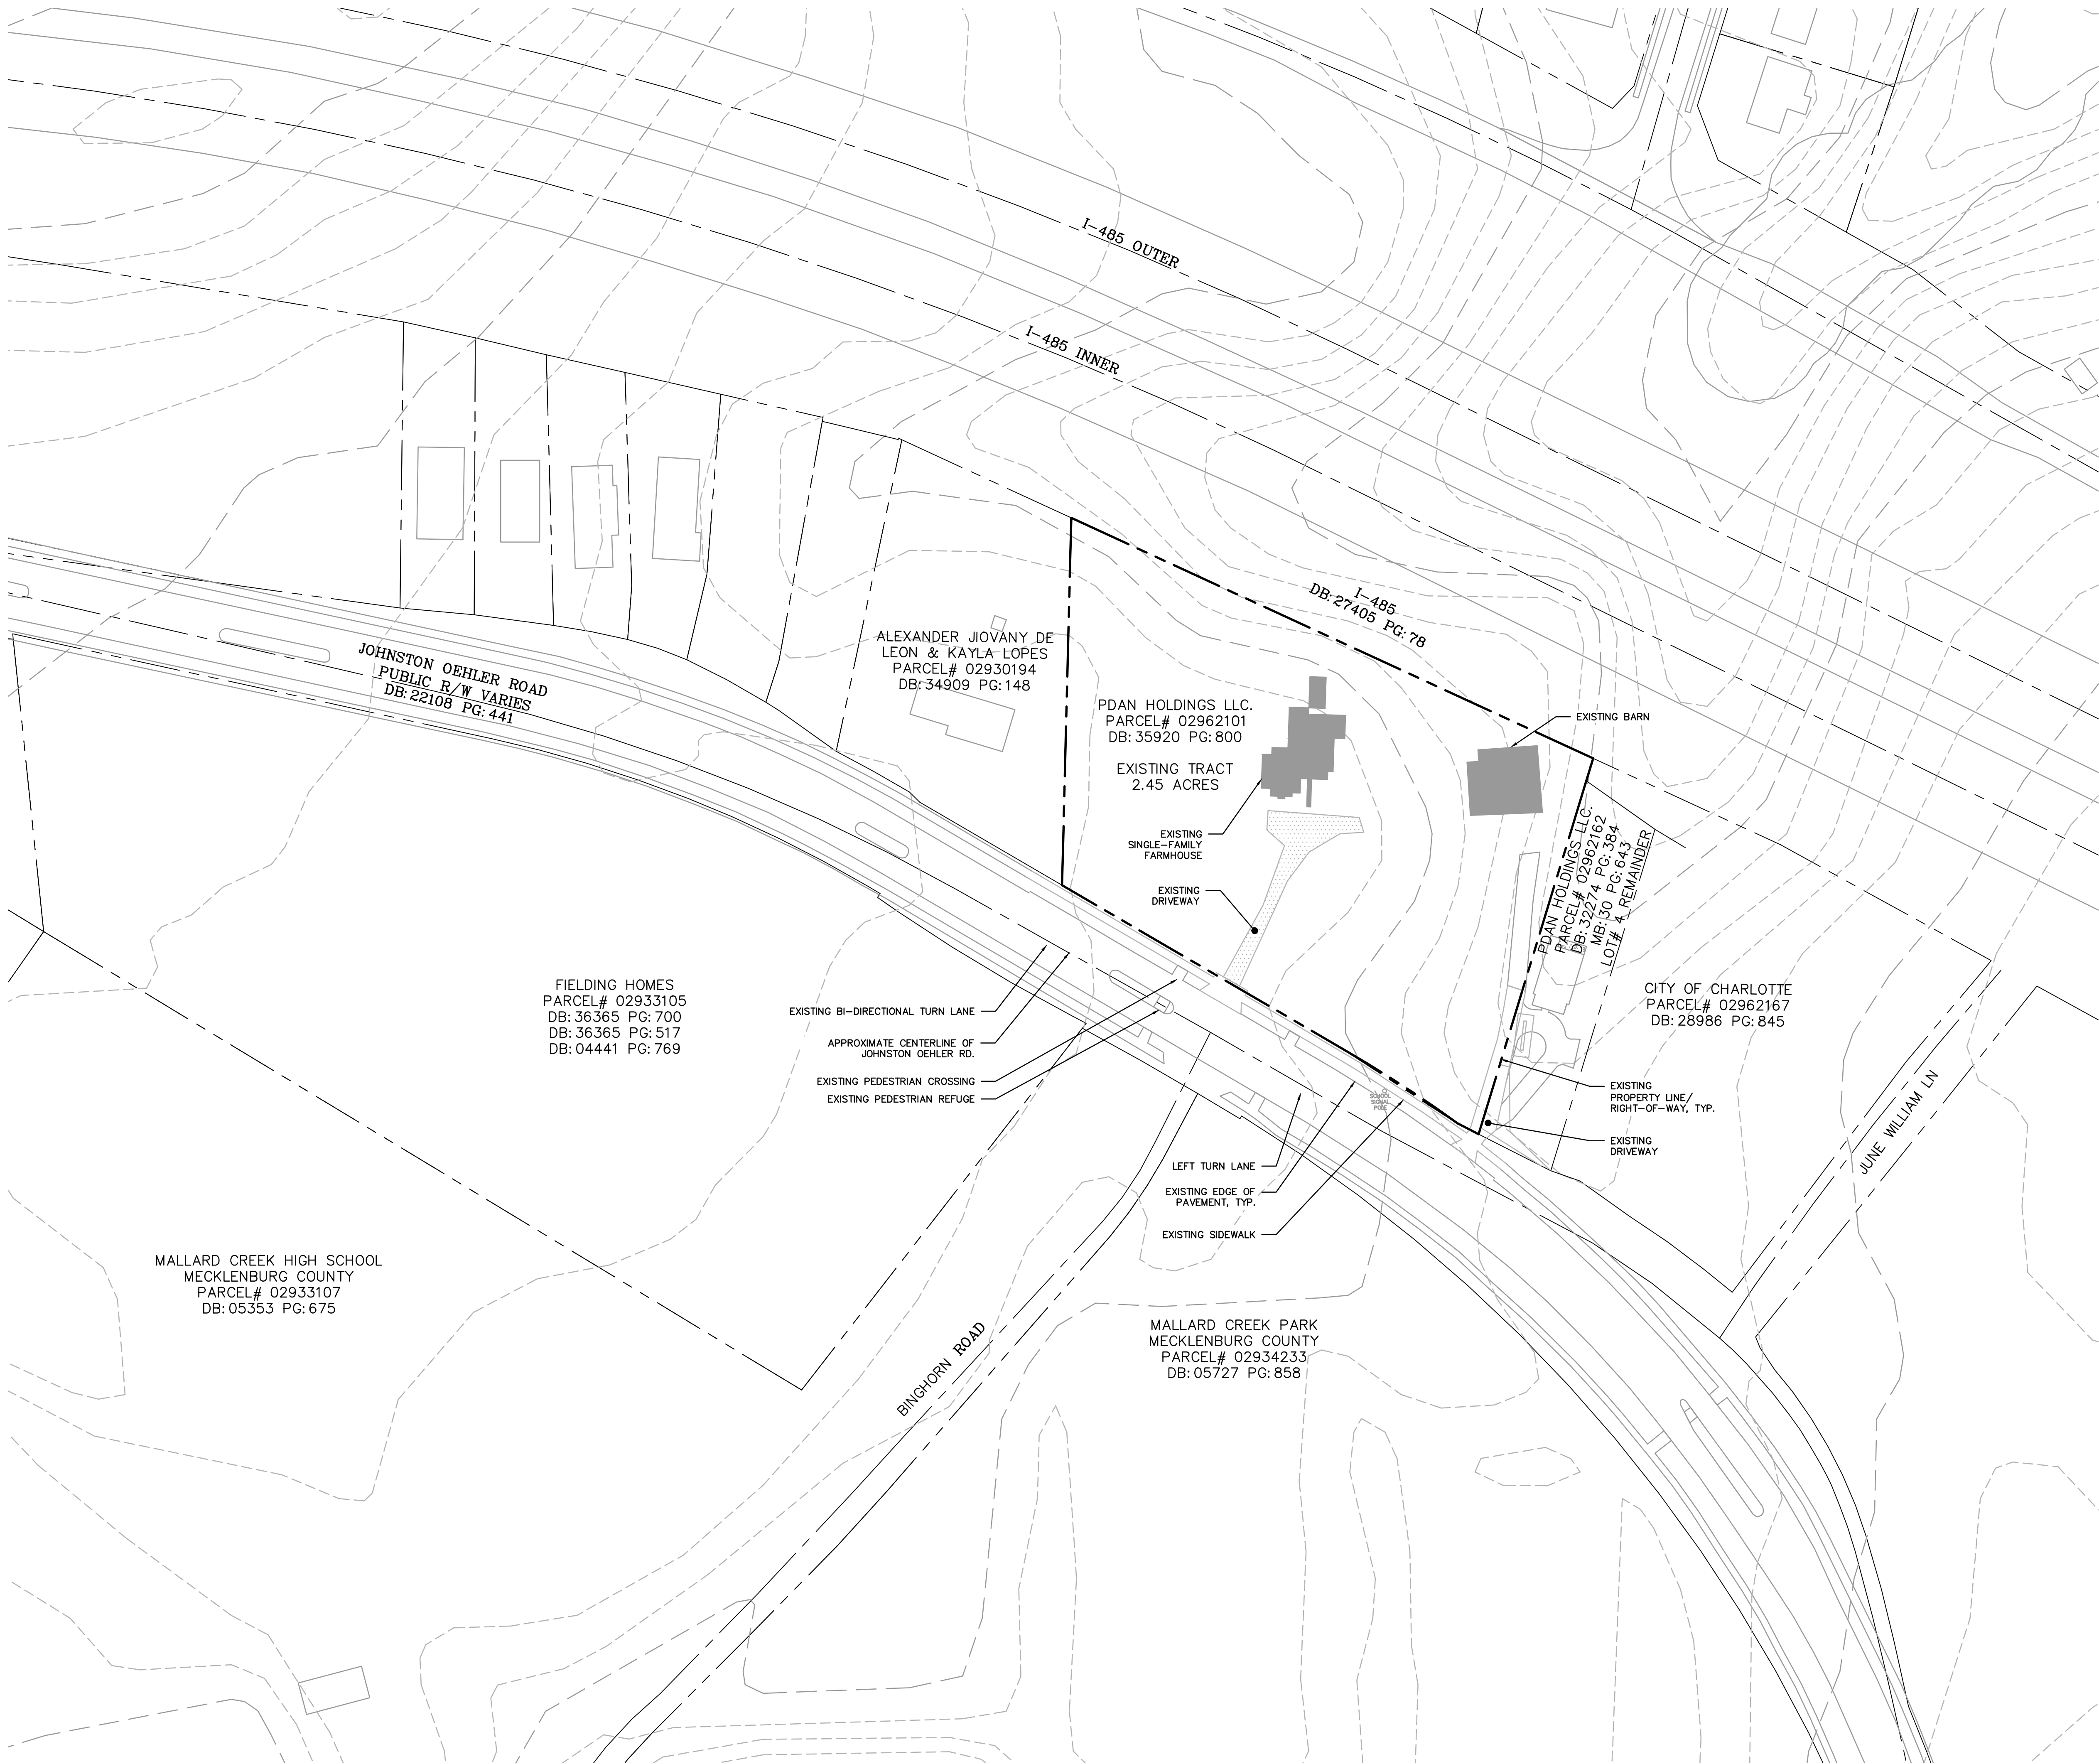 I-485 OUTER
I-485 INNER
I-485
DB: 27405 PG: 78
JOHNSTON OEHLER ROAD
PUBLIC R/W VARIES
DB: 22108 PG: 441
ALEXANDER JIOVANY DE
LEON & KAYLA LOPES
PARCEL# 02930194
DB: 34909 PG: 148
PDAN HOLDINGS LLC.
PARCEL# 02962101
DB: 35920 PG: 800
EXISTING TRACT
2.45 ACRES
EXISTING BARN
EXISTING
SINGLE-FAMILY
FARMHOUSE
EXISTING
DRIVEWAY
PDAN HOLDINGS LLC.
PARCEL# 02962162
DB: 32274 PG: 384
MB: 30 PG: 643
LOT# 4 REMAINDER
CITY OF CHARLOTTE
PARCEL# 02962167
DB: 28986 PG: 845
FIELDING HOMES
PARCEL# 02933105
DB: 36365 PG: 700
DB: 36365 PG: 517
DB: 04441 PG: 769
EXISTING BI-DIRECTIONAL TURN LANE
APPROXIMATE CENTERLINE OF
JOHNSTON OEHLER RD.
EXISTING PEDESTRIAN CROSSING
EXISTING PEDESTRIAN REFUGE
SCHOOL
SIGNAL
POLE
EXISTING
PROPERTY LINE/
RIGHT-OF-WAY, TYP.
EXISTING
DRIVEWAY
JUNE WILLIAM LN
LEFT TURN LANE
EXISTING EDGE OF
PAVEMENT, TYP.
EXISTING SIDEWALK
MALLARD CREEK HIGH SCHOOL
MECKLENBURG COUNTY
PARCEL# 02933107
DB: 05353 PG: 675
BINGHORN ROAD
MALLARD CREEK PARK
MECKLENBURG COUNTY
PARCEL# 02934233
DB: 05727 PG: 858